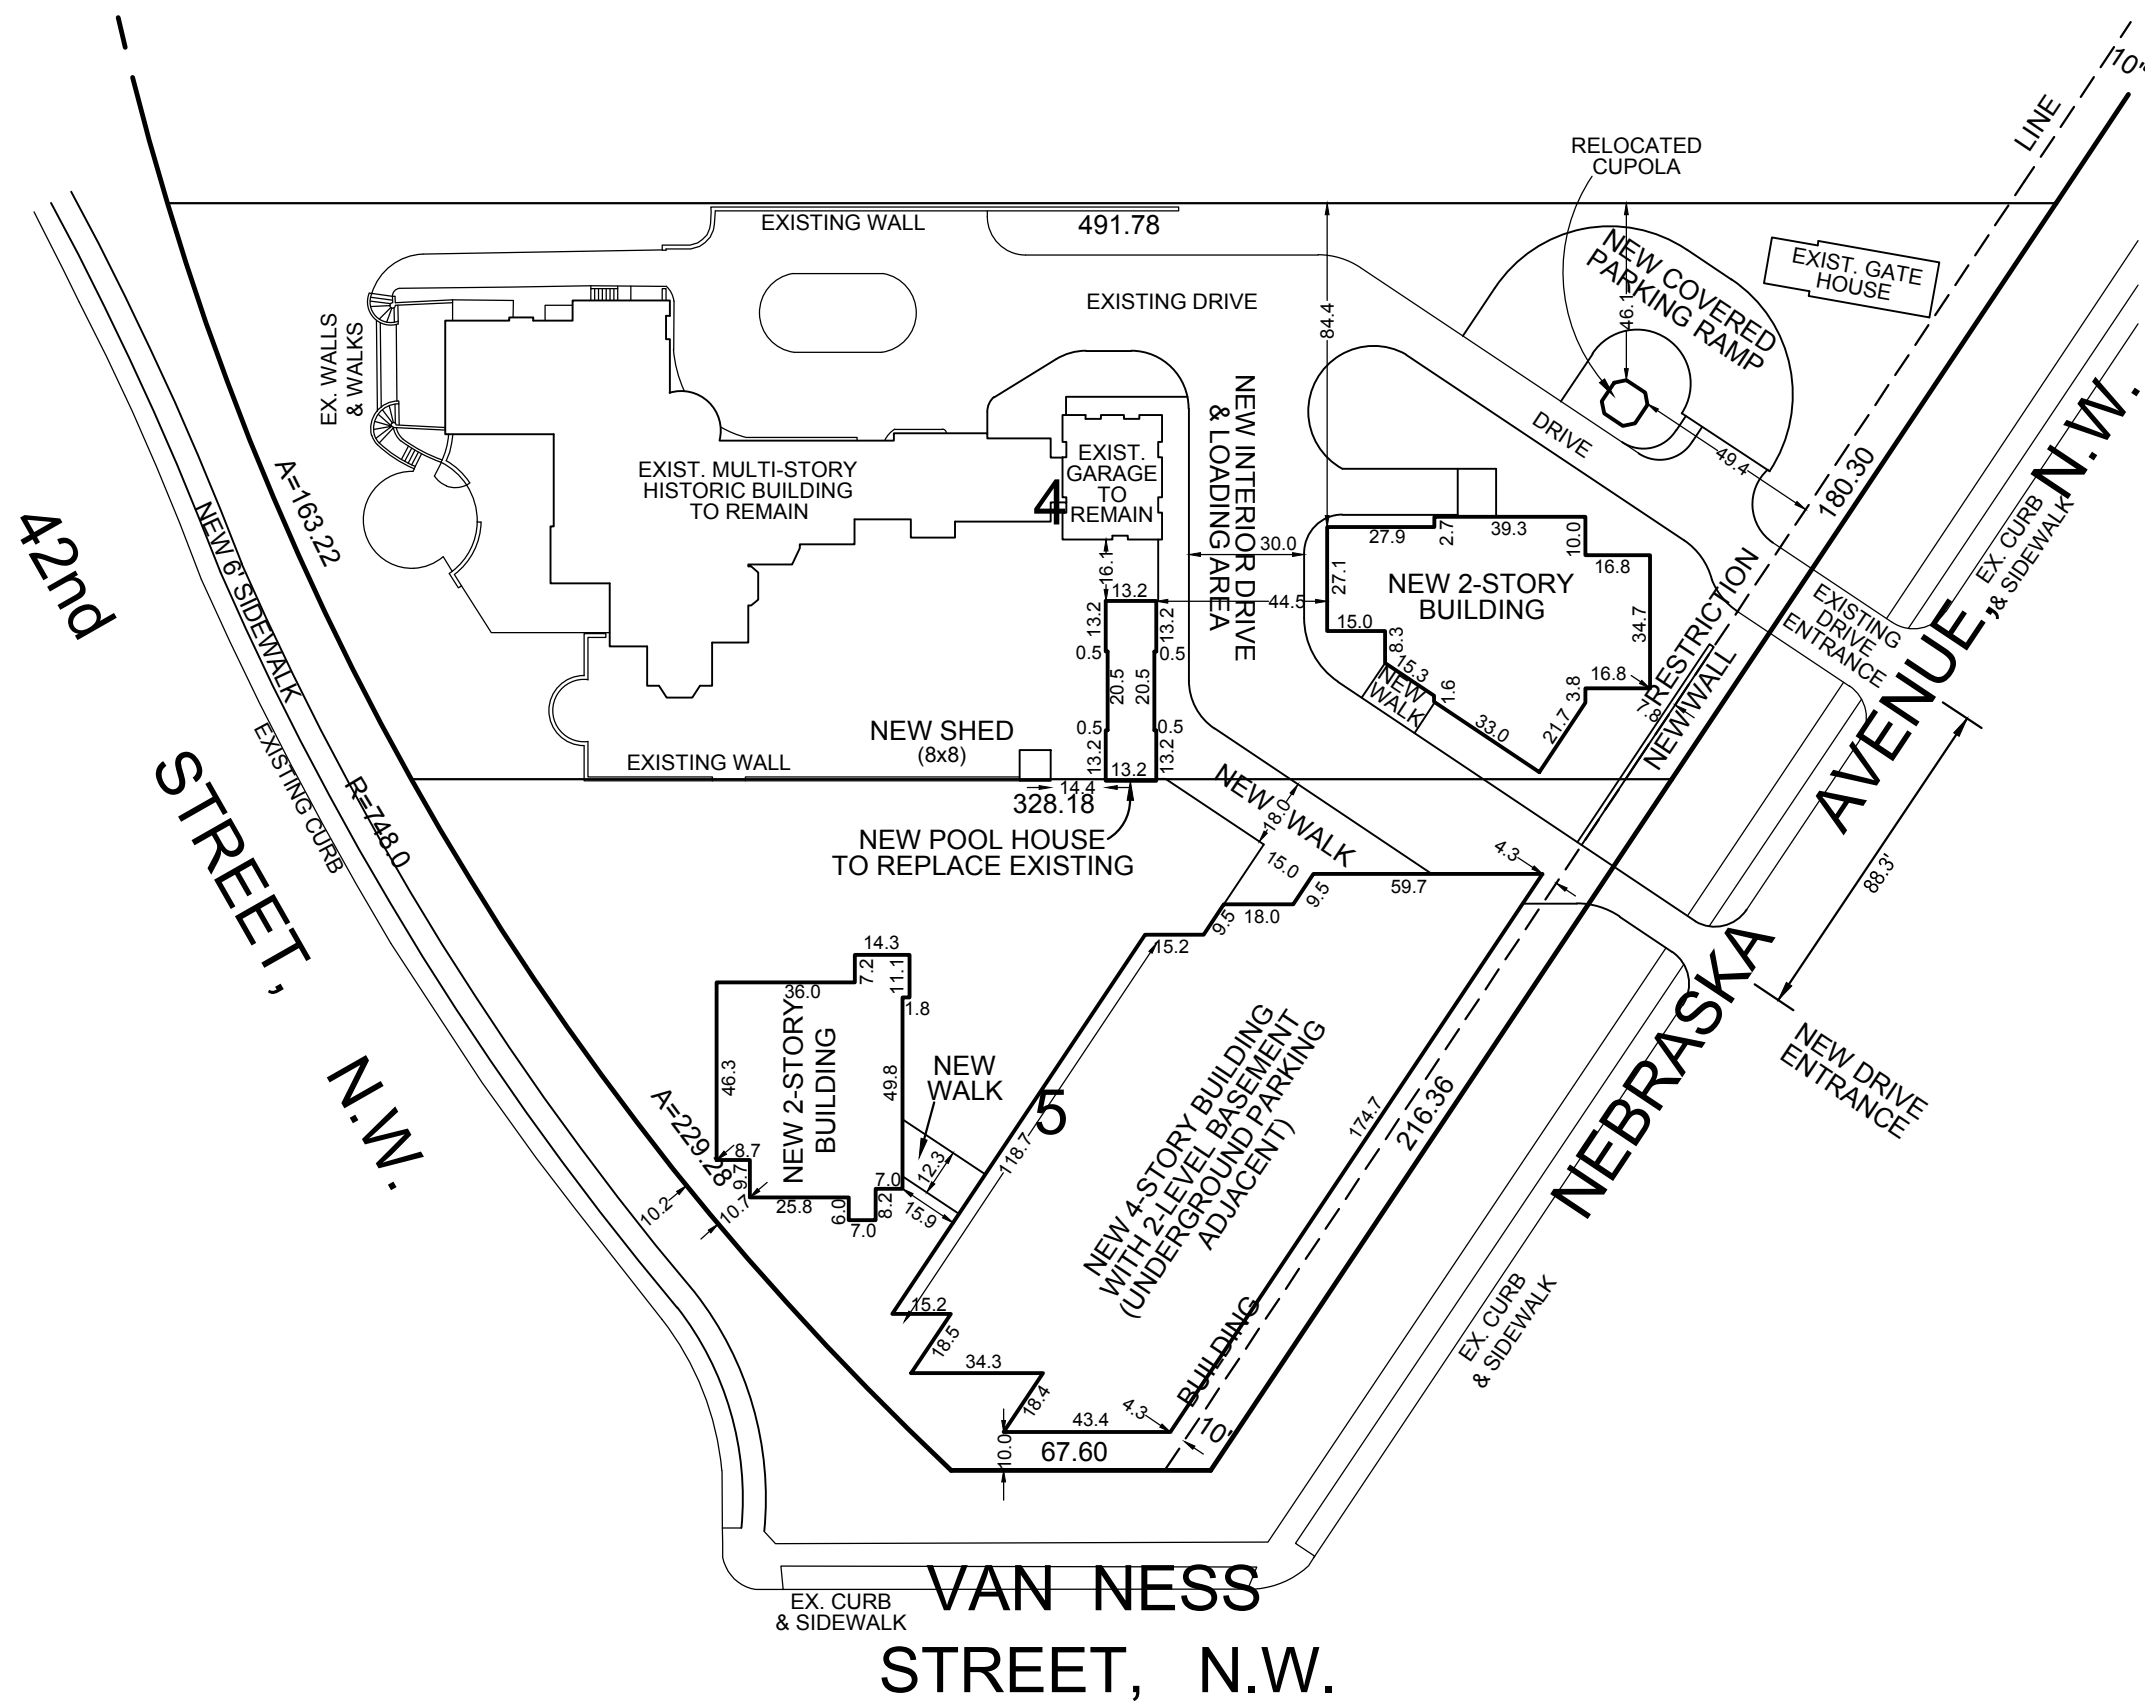 10'
LINE
RELOCATED
CUPOLA
EXISTING WALL
491.78
NEW COVERED
PARKING RAMP
46.1
EXIST. GATE
HOUSE
EXISTING DRIVE
84.4
EX. WALLS
& WALKS
NEW INTERIOR DRIVE
& LOADING AREA
DRIVE
49.4
180.30
EX. CURB
& SIDEWALK
EXIST. MULTI-STORY
HISTORIC BUILDING
TO REMAIN
4
EXIST.
GARAGE
TO
REMAIN
A=163.22
42nd
STREET,
N.W.
NEW 6' SIDEWALK
EXISTING CURB
R=748.0
30.0
44.5
16.1
13.2
13.2
13.2
0.5
0.5
20.5
20.5
0.5
0.5
13.2
13.2
13.2
14.4
27.9
2.7
39.3
10.0
16.8
27.1
NEW 2-STORY
BUILDING
34.7
15.0
8.3
15.3
1.6
33.0
21.7
3.8
16.8
7.8
NEW
WALK
RESTRICTION
NEW WALL
EXISTING
DRIVE
ENTRANCE
NEBRASKA
AVENUE, N.W.
88.3'
NEW SHED
(8x8)
EXISTING WALL
328.18
NEW POOL HOUSE
TO REPLACE EXISTING
NEW WALK
18.0
15.0
4.3
59.7
9.5
18.0
9.5
15.2
14.3
7.2
11.1
36.0
1.8
46.3
NEW 2-STORY
BUILDING
49.8
NEW
WALK
12.3
8.7
9.7
25.8
6.0
7.0
8.2
7.0
15.9
A=229.28
10.2
10.7
118.7
5
NEW 4-STORY BUILDING
WITH 2-LEVEL BASEMENT
(UNDERGROUND PARKING
ADJACENT)
174.7
216.36
NEW DRIVE
ENTRANCE
15.2
18.5
34.3
18.4
43.4
4.3
BUILDING
10'
10.0
67.60
EX. CURB
& SIDEWALK
EX. CURB
& SIDEWALK
VAN NESS
STREET, N.W.